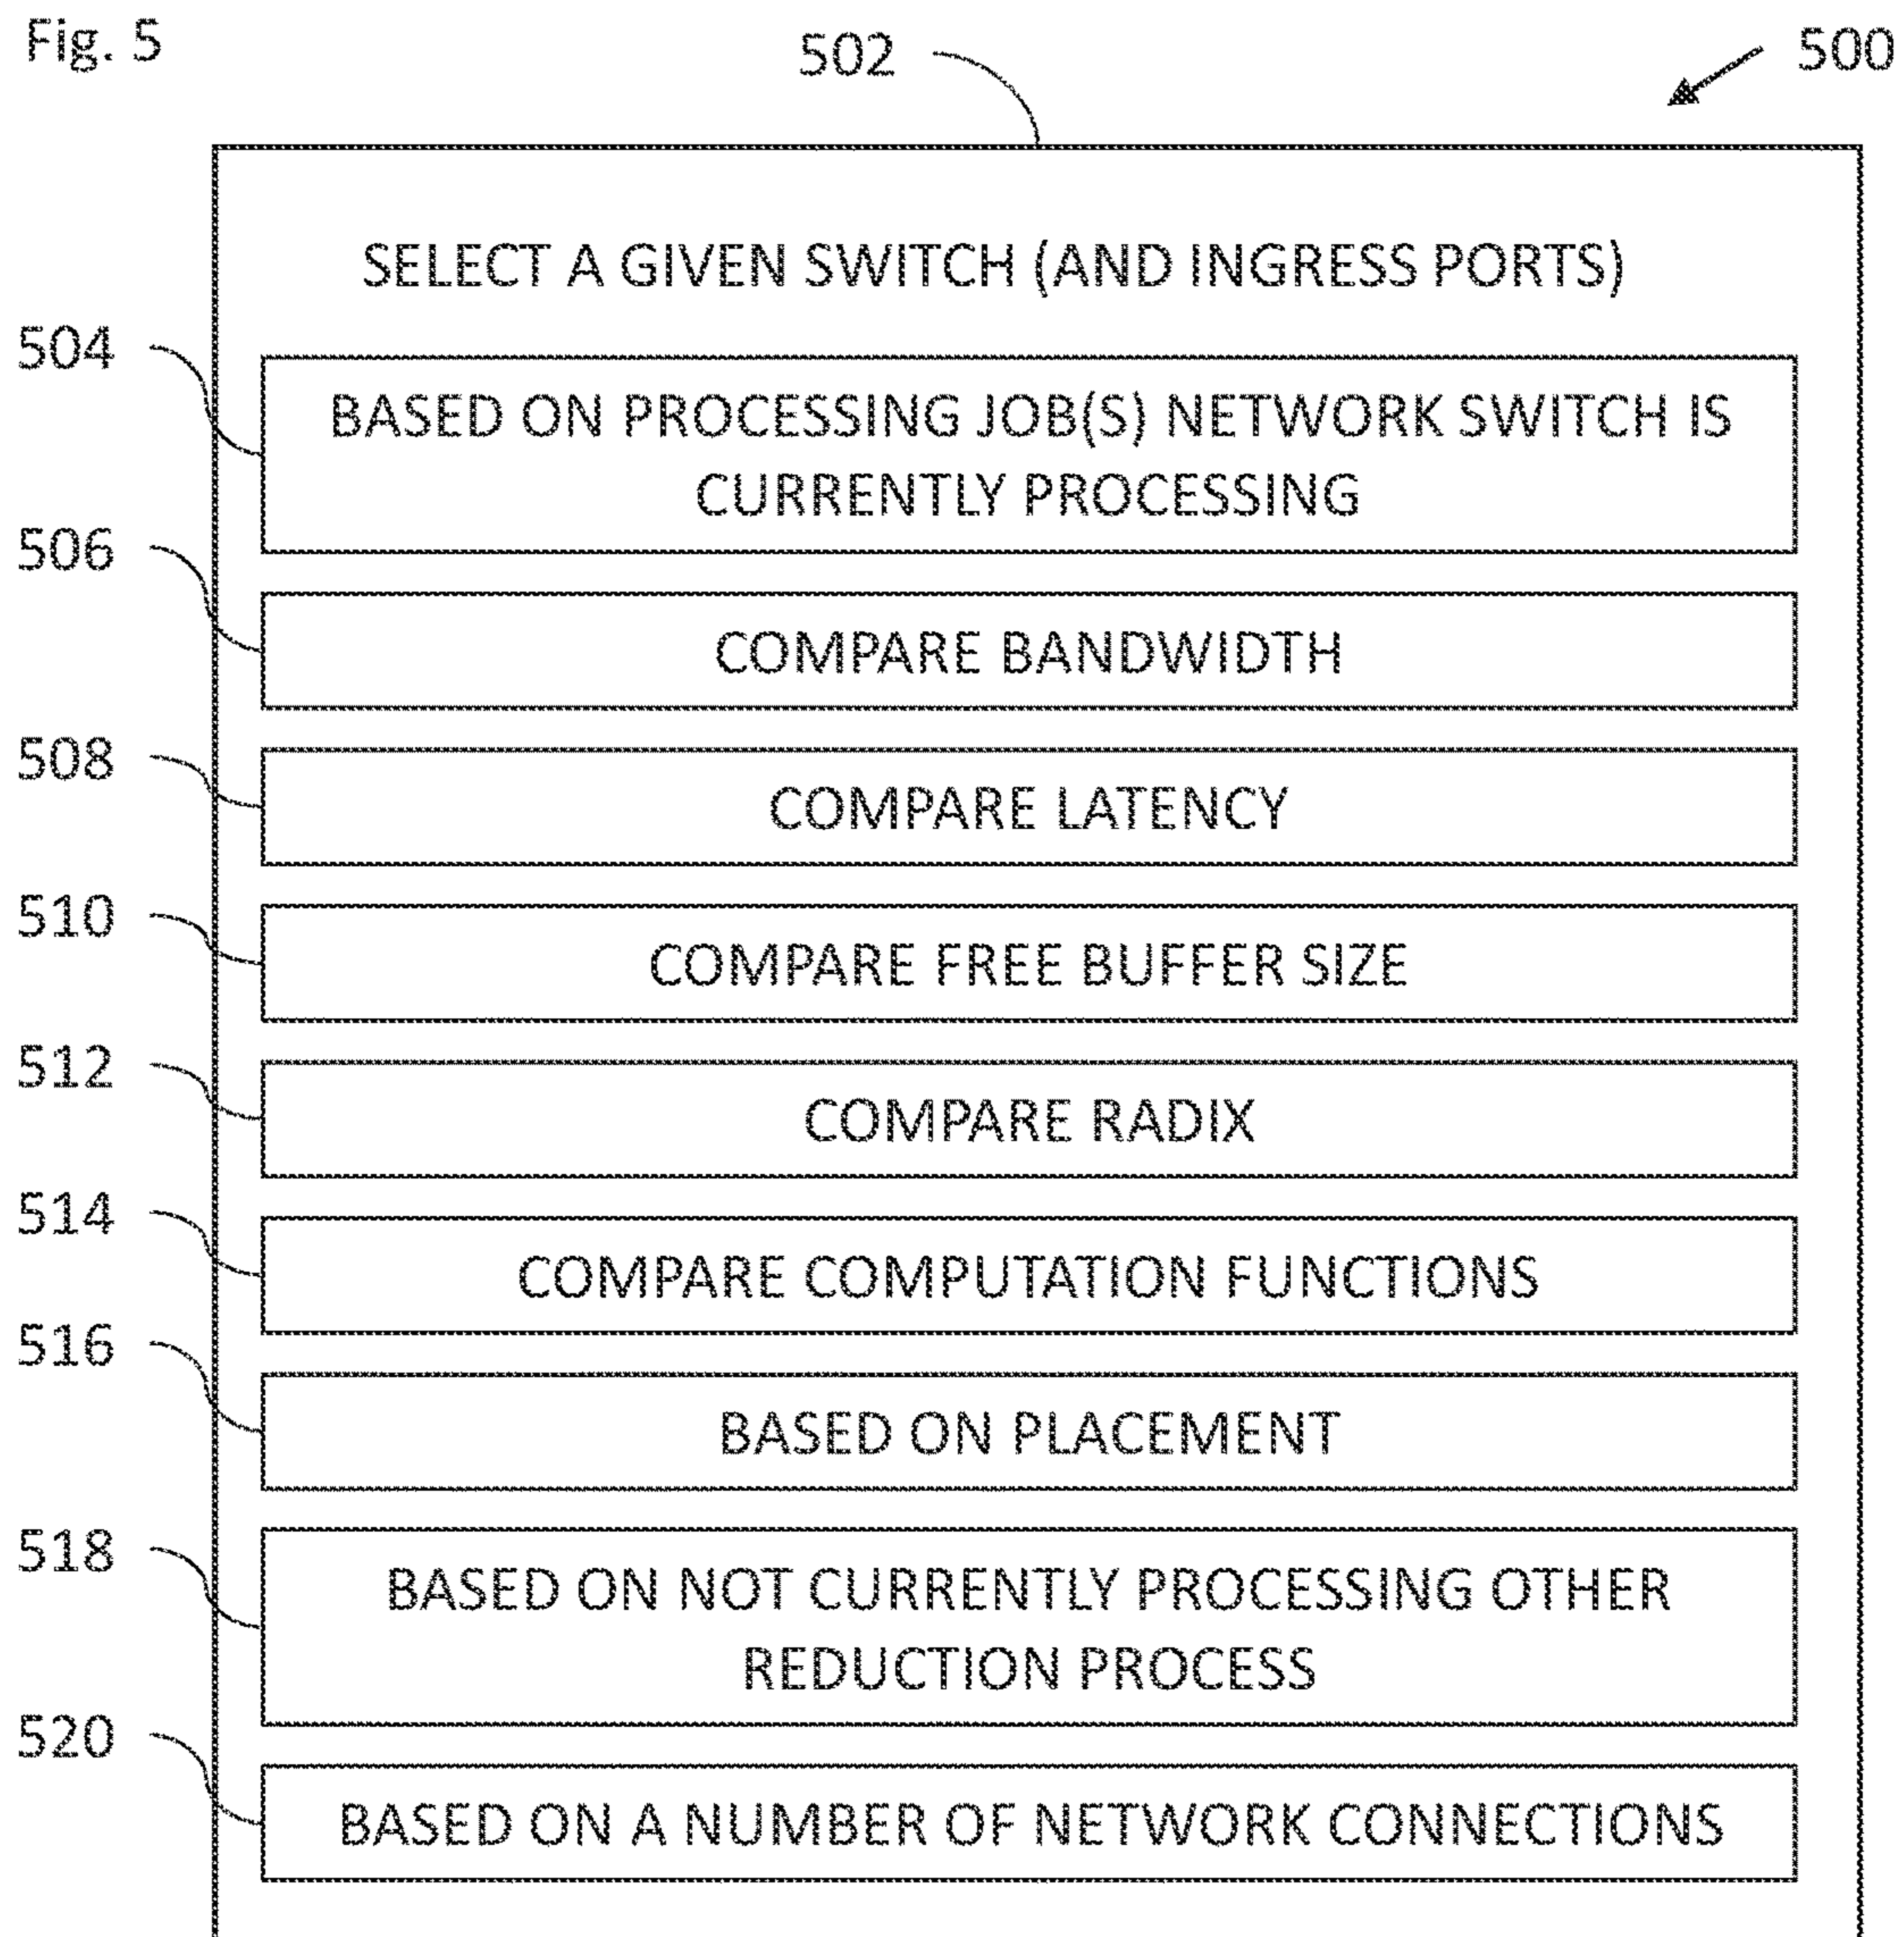 Fig. 5
502
500
SELECT A GIVEN SWITCH (AND INGRESS PORTS)
504
BASED ON PROCESSING JOB(S) NETWORK SWITCH IS
CURRENTLY PROCESSING
506
COMPARE BANDWIDTH
508
COMPARE LATENCY
510
COMPARE FREE BUFFER SIZE
512
COMPARE RADIX
514
COMPARE COMPUTATION FUNCTIONS
516
BASED ON PLACEMENT
518
BASED ON NOT CURRENTLY PROCESSING OTHER
REDUCTION PROCESS
520
BASED ON A NUMBER OF NETWORK CONNECTIONS